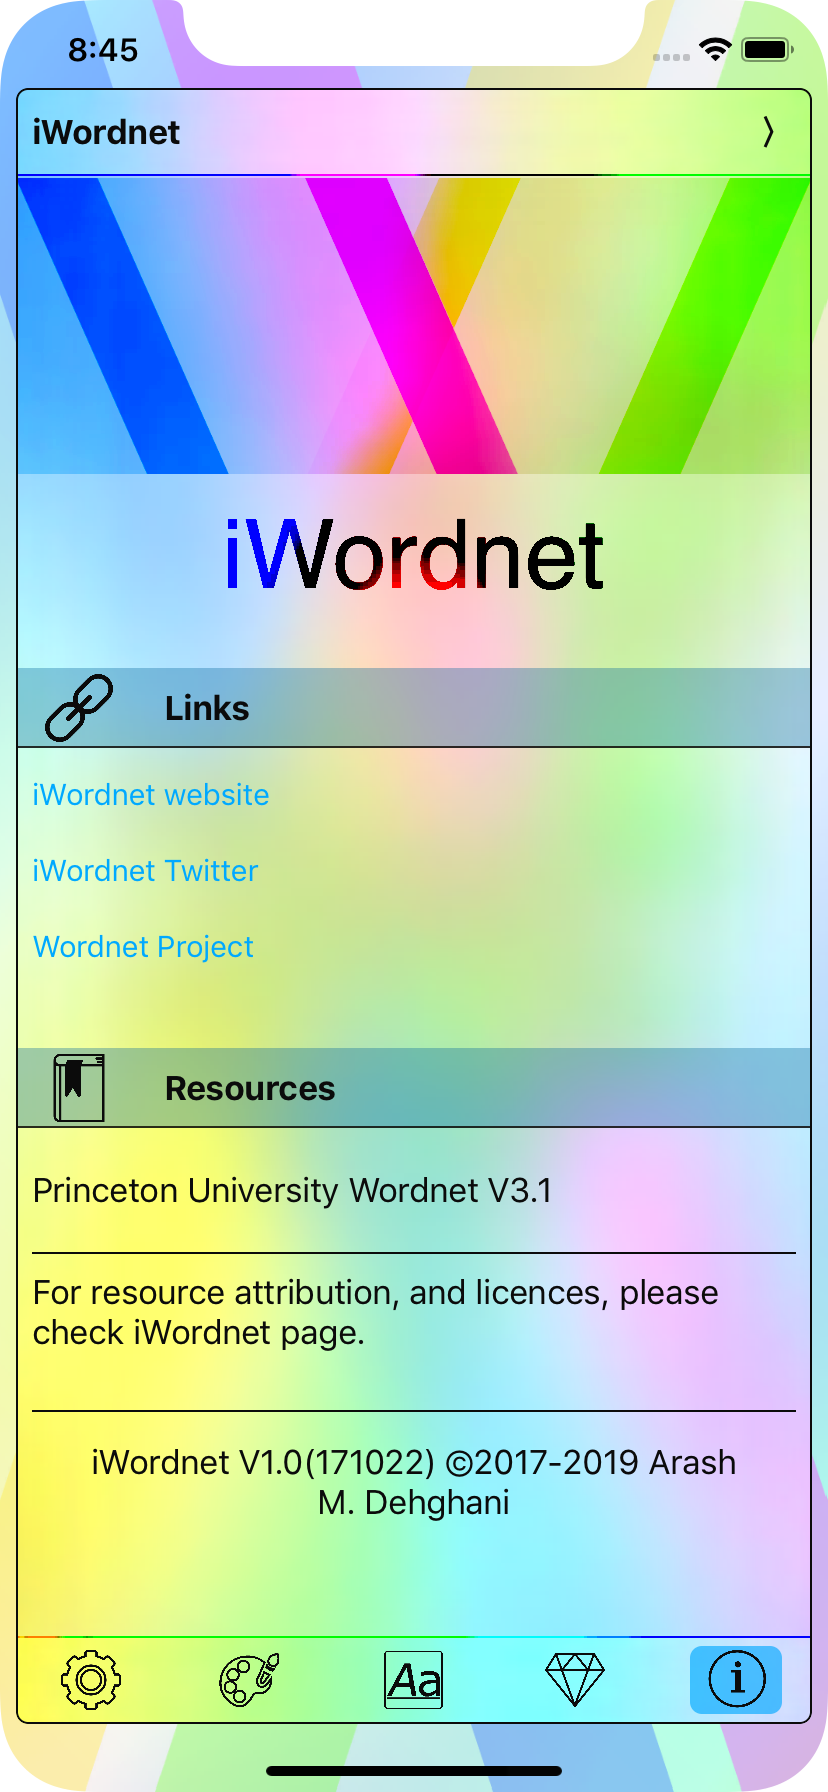 8:45
iWordnet
iWordnet
Links
iWordnet website
iWordnet Twitter
Wordnet Project
Resources
Princeton University Wordnet V3.1
For resource attribution, and licences, please
check iWordnet page.
iWordnet V1.0(171022) ©2017-2019 Arash
M. Dehghani
Aa
i